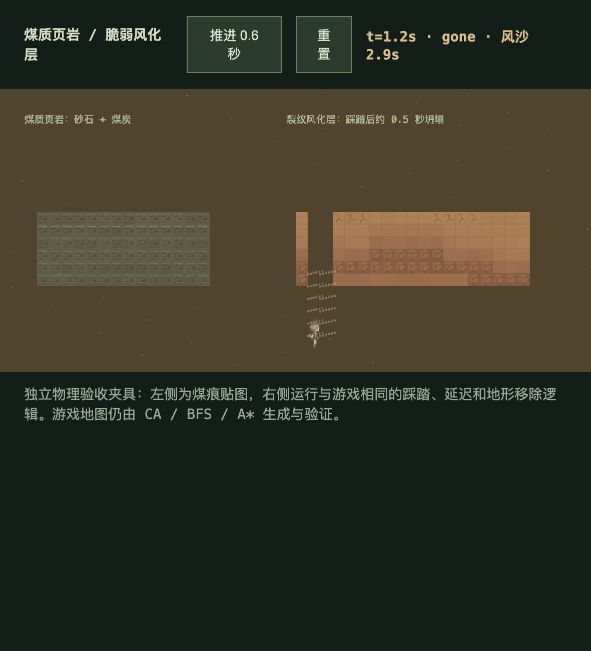 煤质页岩 / 脆弱风化
层
推进 0.6
秒
重
置
t=1.2s · gone · 风沙
2.9s
煤质页岩: 砂石 + 煤炭
裂纹风化层: 踩踏后约 0.5 秒坍塌
独立物理验收夹具: 左侧为煤痕贴图, 右侧运行与游戏相同的踩踏、延迟和地形移除逻
辑。游戏地图仍由 CA / BFS / A* 生成与验证。